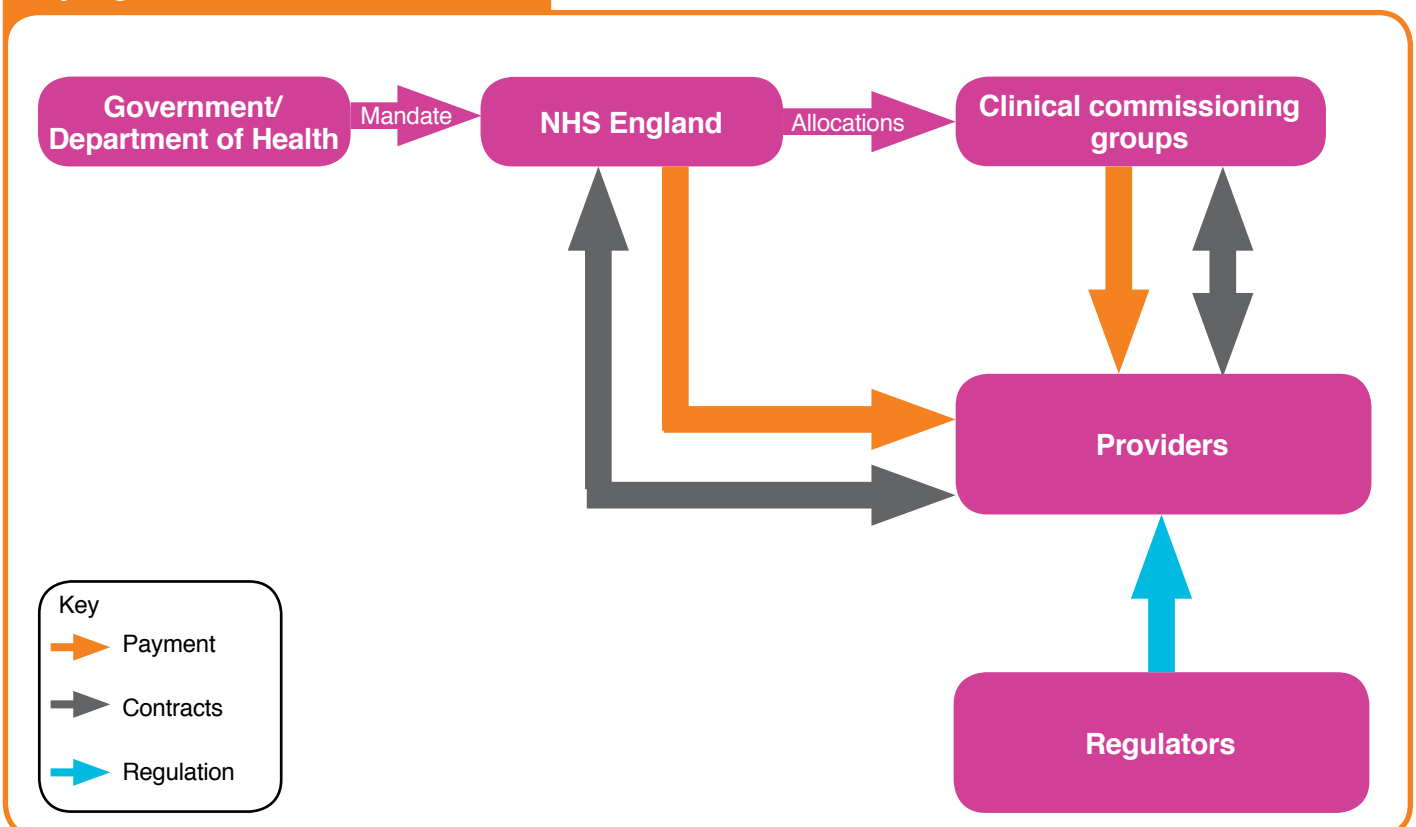 Government/
Department of Health
Mandate
NHS England
Allocations
Clinical commissioning
groups
Providers
Regulators
Key
Payment
Contracts
Regulation